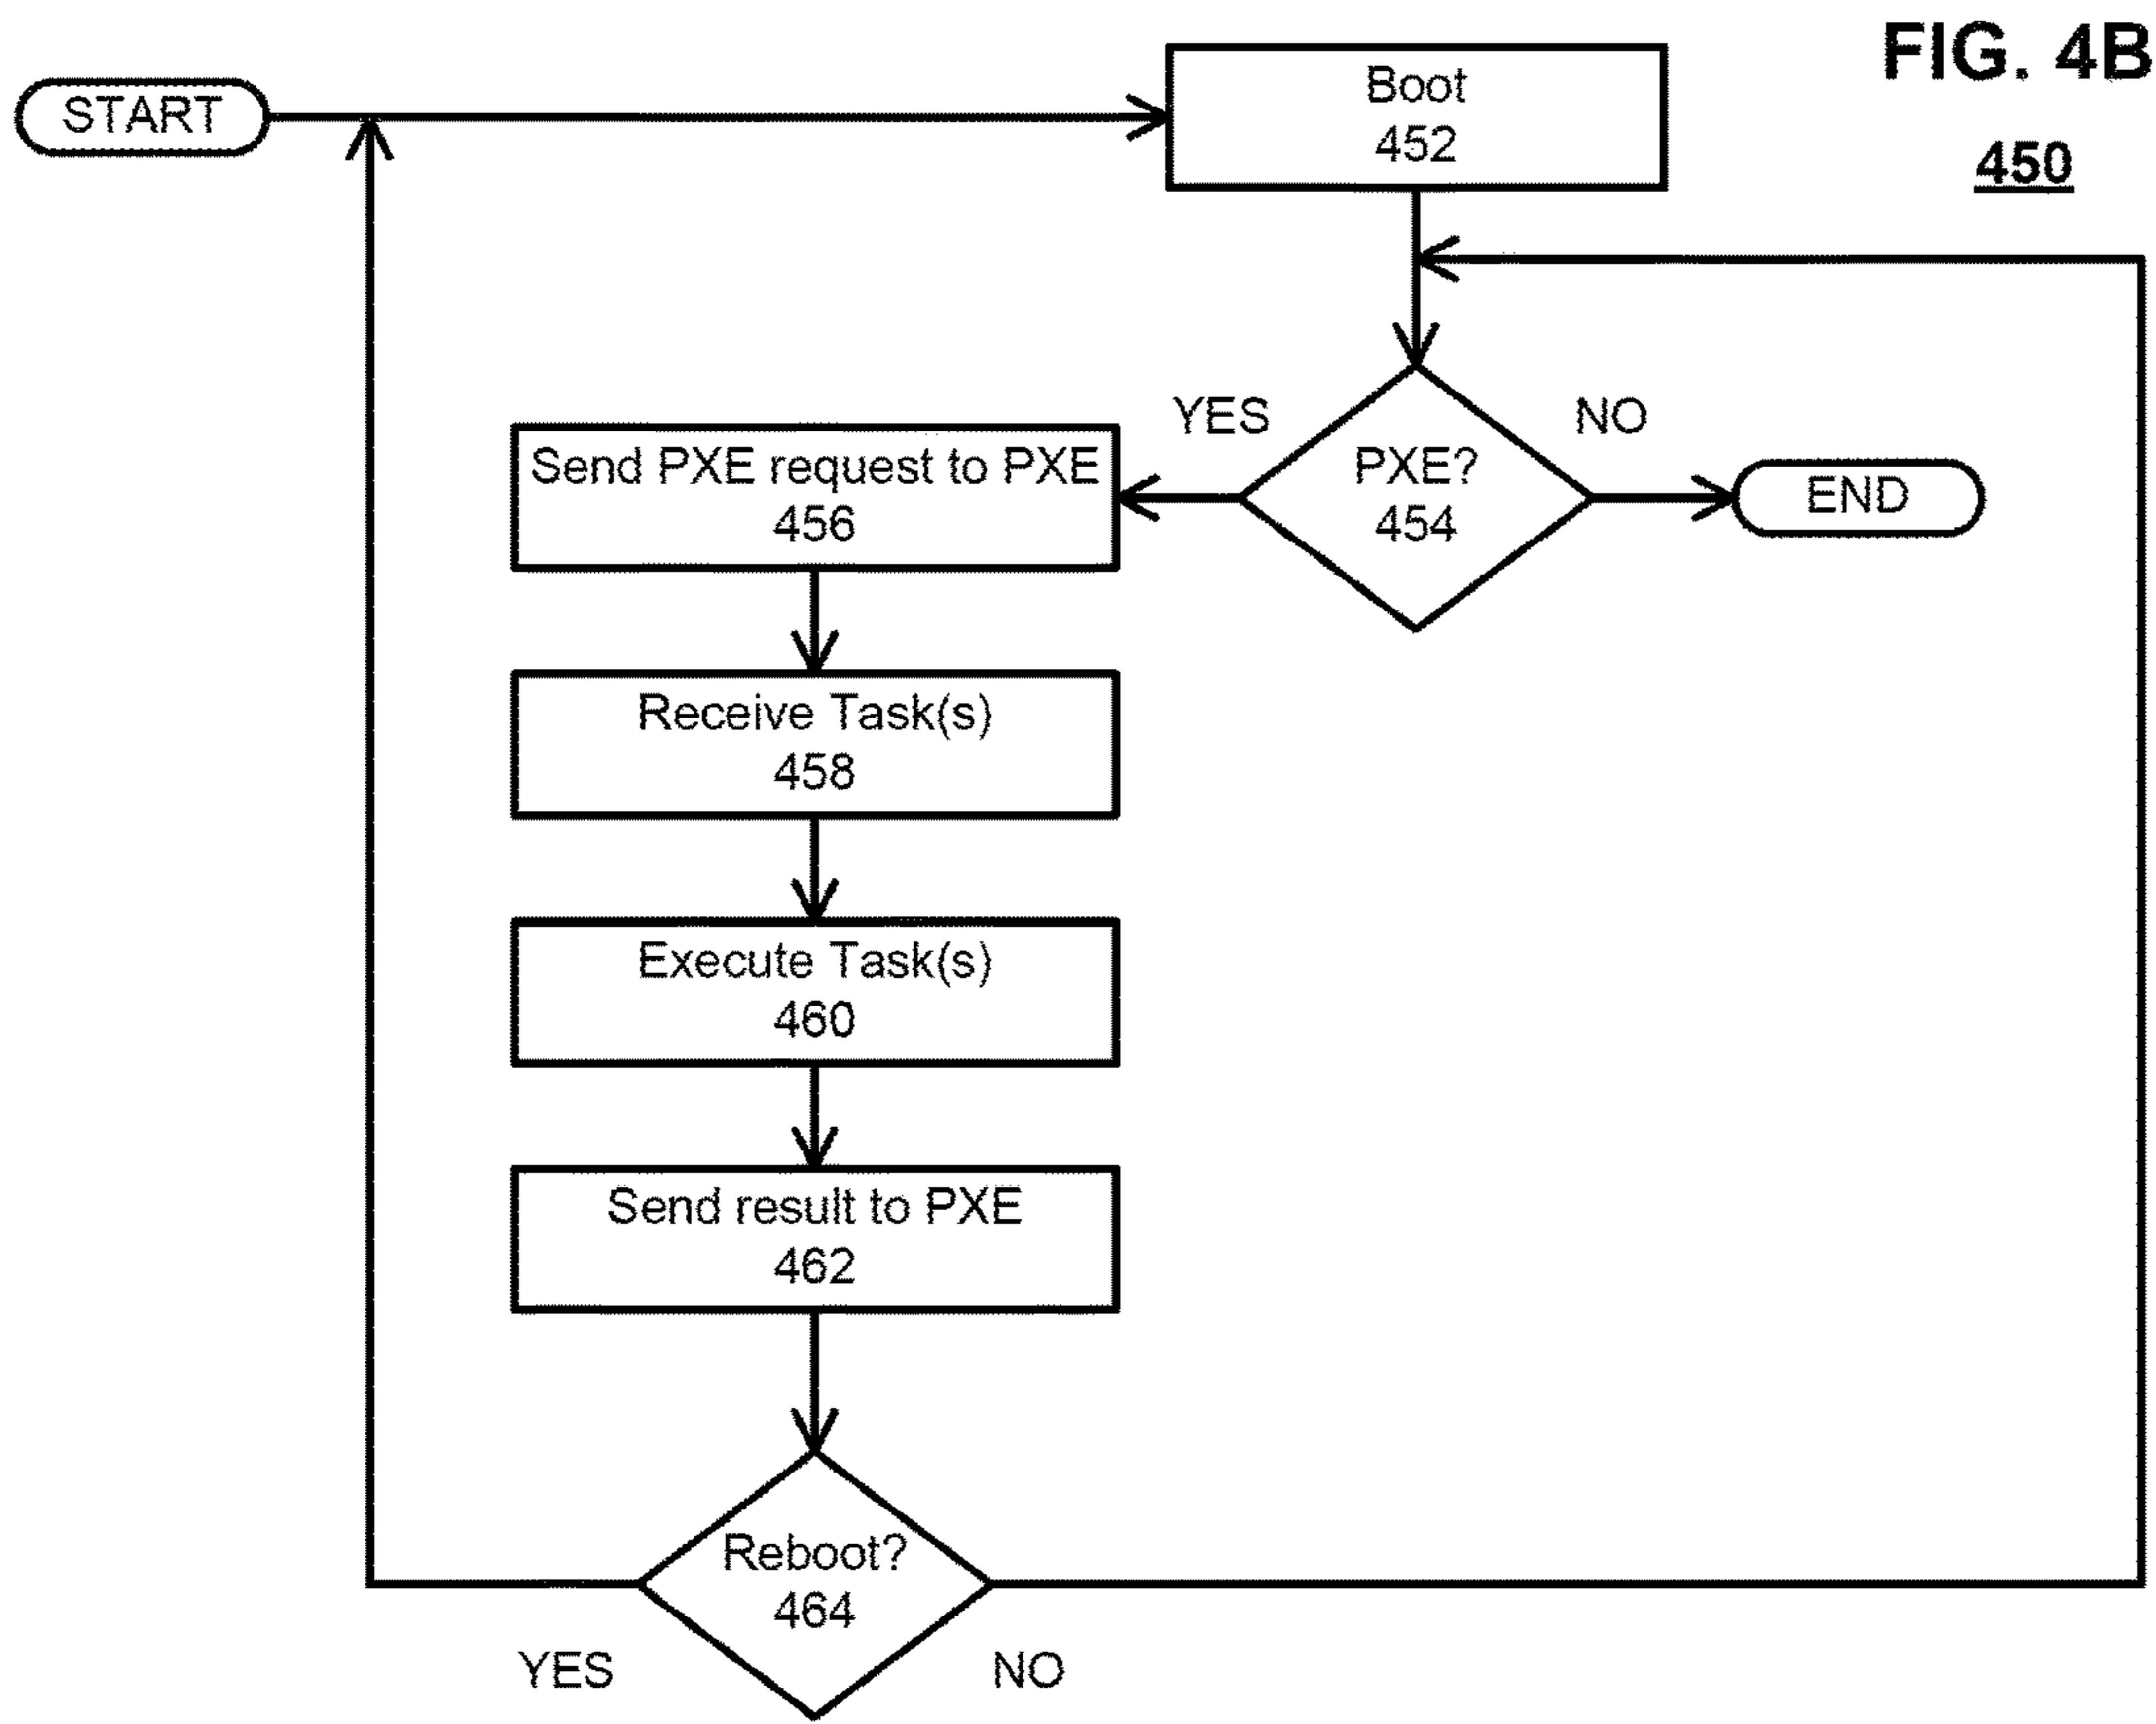 FIG. 4B
450
START
Boot
452
YES
NO
PXE?
454
END
Send PXE request to PXE
456
Receive Task(s)
458
Execute Task(s)
460
Send result to PXE
462
Reboot?
464
YES
NO